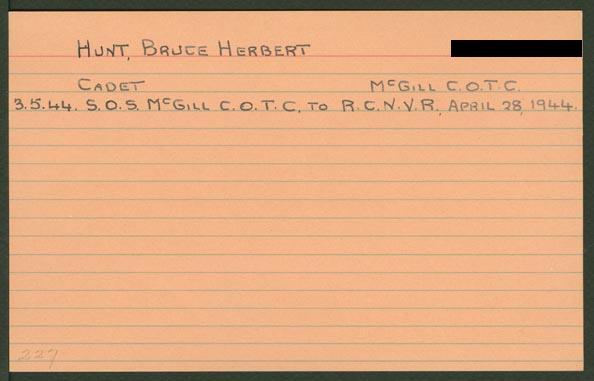 HUNT, BRUCE HERBERT
CADET McGILL C.O.T.C.
3.5.44. S.O.S. McGILL C.O.T.C. TO R.C.N.V.R., APRIL 28, 1944.
227